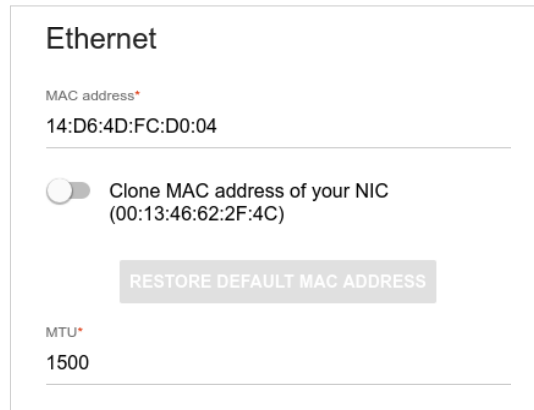 Ethernet
MAC address*
14:D6:4D:FC:D0:04
Clone MAC address of your NIC
(00:13:46:62:2F:4C)
RESTORE DEFAULT MAC ADDRESS
MTU*
1500